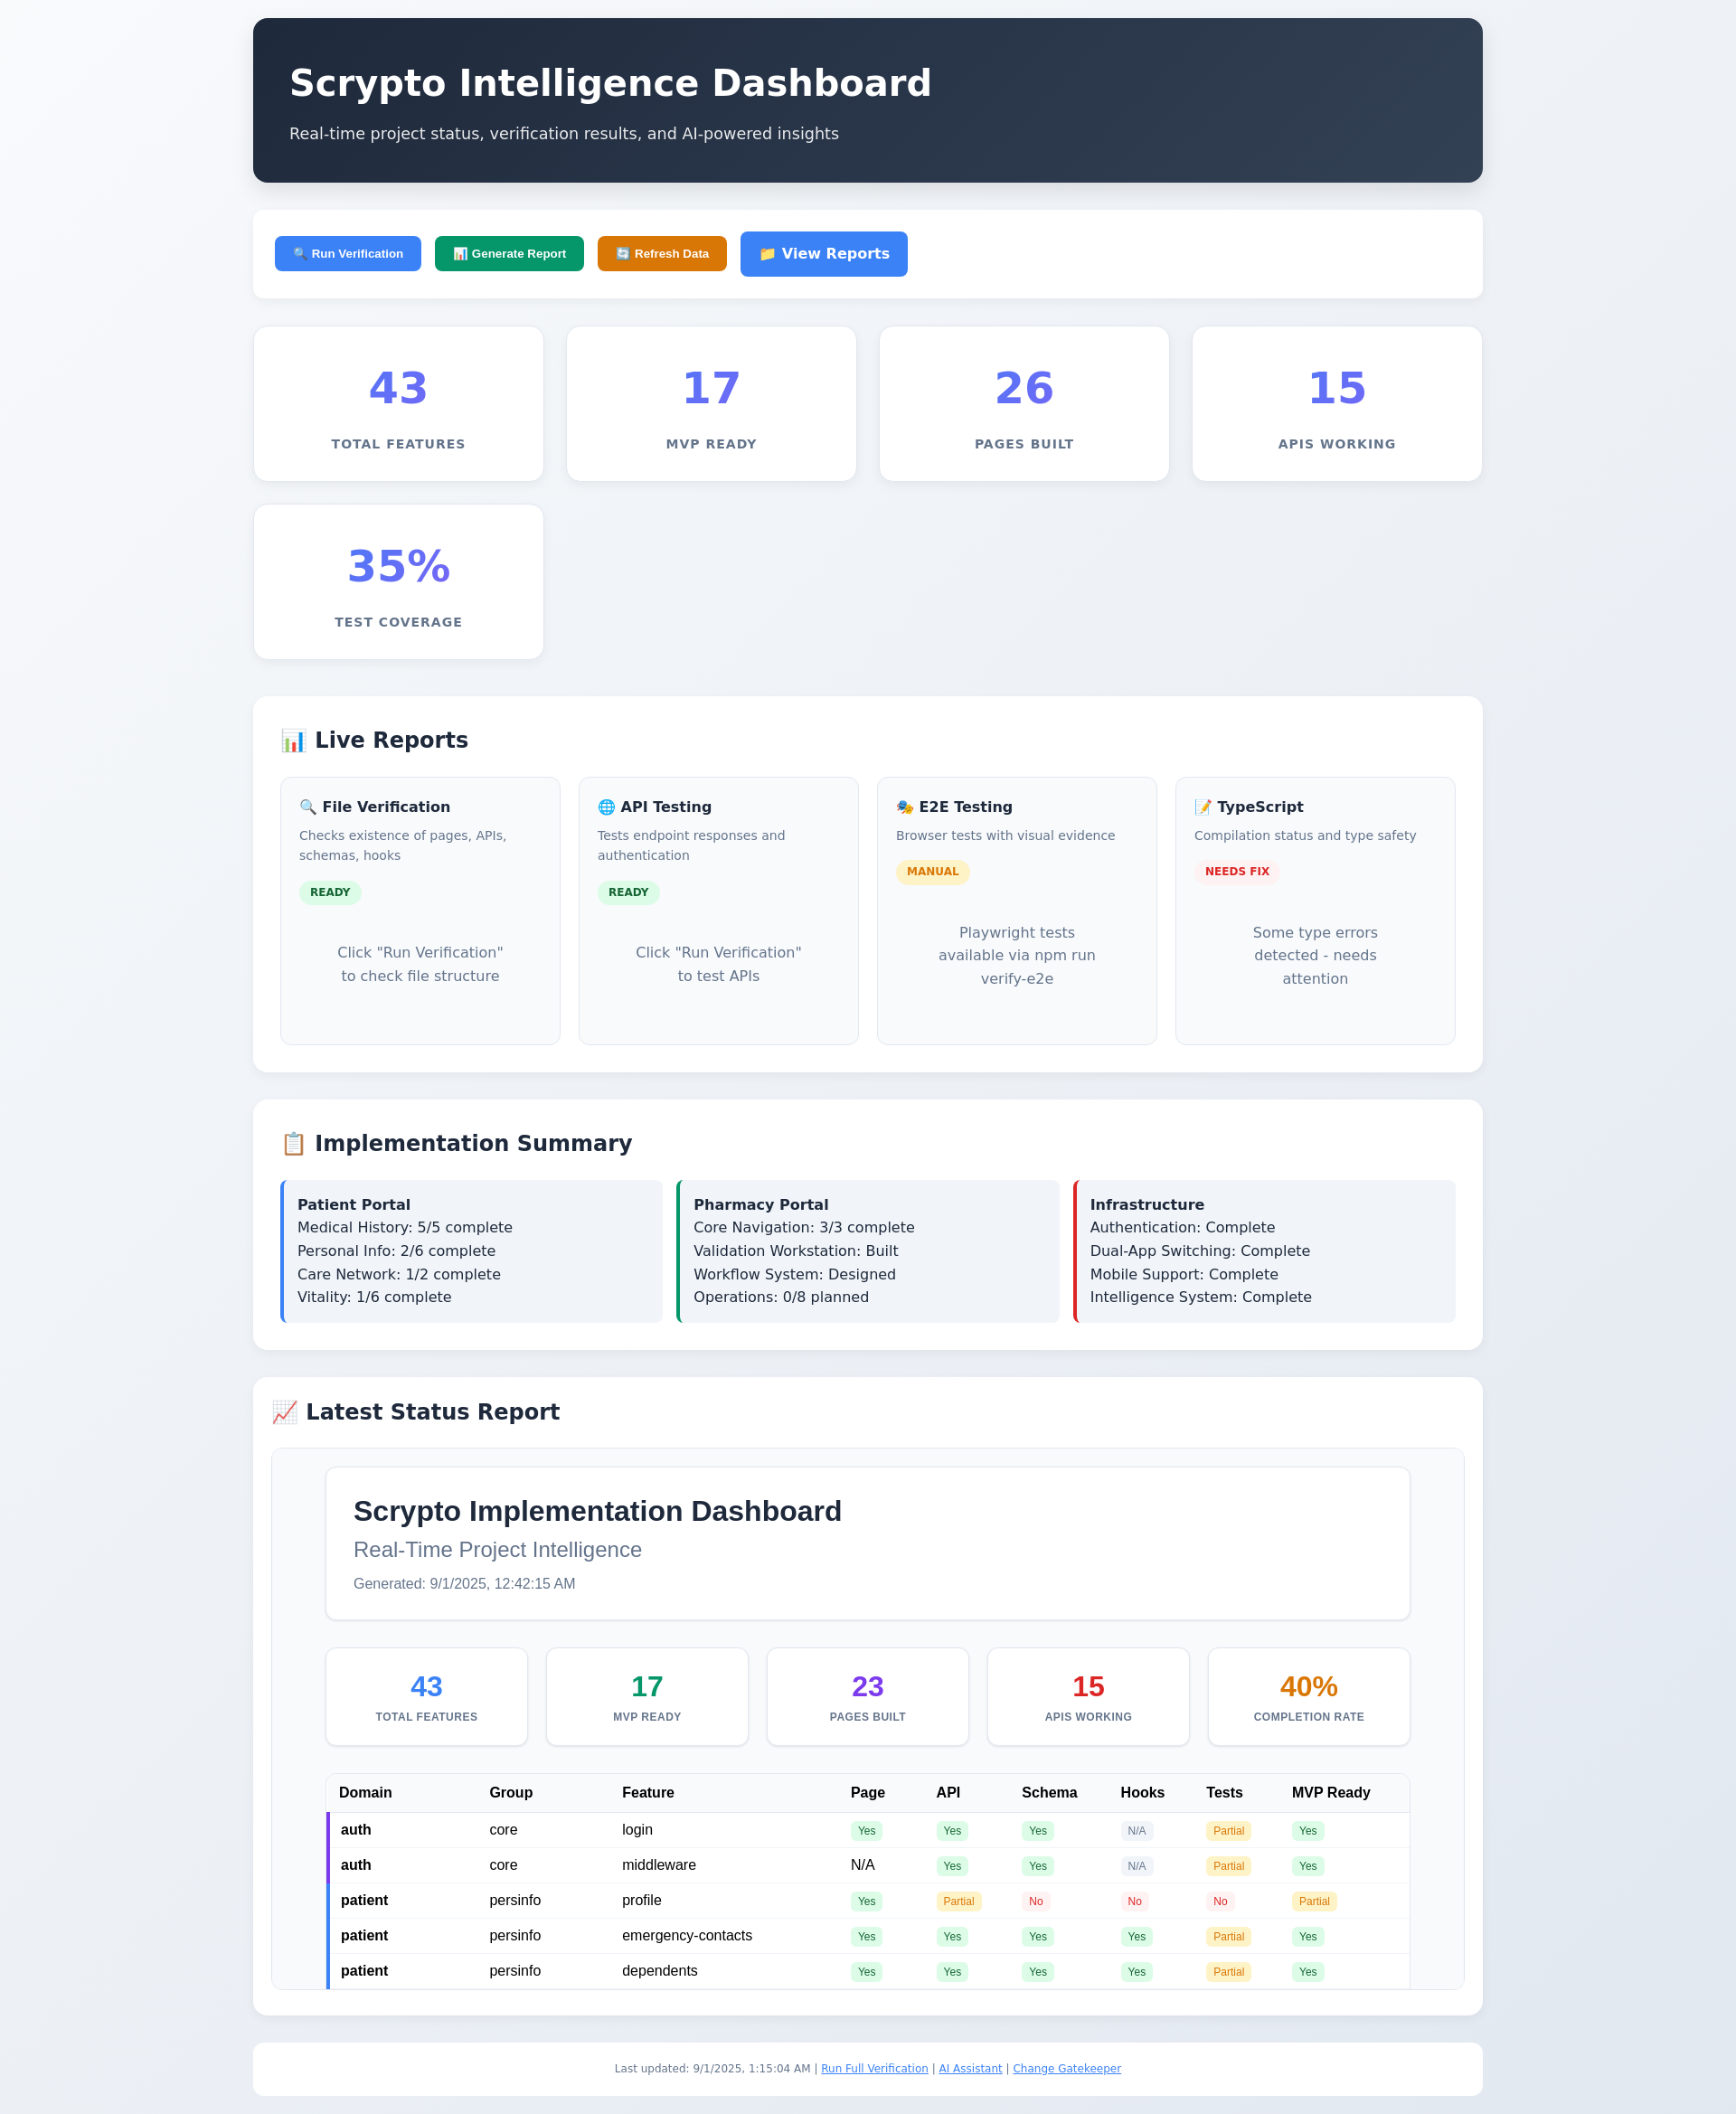 Scrypto Intelligence Dashboard
Real-time project status, verification results, and AI-powered insights
🔍 Run Verification
📊 Generate Report
🔄 Refresh Data
📁 View Reports
43
TOTAL FEATURES
17
MVP READY
26
PAGES BUILT
15
APIS WORKING
35%
TEST COVERAGE
📊 Live Reports
🔍 File Verification
Checks existence of pages, APIs,
schemas, hooks
READY
Click "Run Verification"
to check file structure
🌐 API Testing
Tests endpoint responses and
authentication
READY
Click "Run Verification"
to test APIs
🎭 E2E Testing
Browser tests with visual evidence
MANUAL
Playwright tests
available via npm run
verify-e2e
📝 TypeScript
Compilation status and type safety
NEEDS FIX
Some type errors
detected - needs
attention
📋 Implementation Summary
Patient Portal
Medical History: 5/5 complete
Personal Info: 2/6 complete
Care Network: 1/2 complete
Vitality: 1/6 complete
Pharmacy Portal
Core Navigation: 3/3 complete
Validation Workstation: Built
Workflow System: Designed
Operations: 0/8 planned
Infrastructure
Authentication: Complete
Dual-App Switching: Complete
Mobile Support: Complete
Intelligence System: Complete
📈 Latest Status Report
Scrypto Implementation Dashboard
Real-Time Project Intelligence
Generated: 9/1/2025, 12:42:15 AM
43
TOTAL FEATURES
17
MVP READY
23
PAGES BUILT
15
APIS WORKING
40%
COMPLETION RATE
Domain Group Feature Page API Schema Hooks Tests MVP Ready
auth core login Yes Yes Yes N/A Partial Yes
auth core middleware N/A Yes Yes N/A Partial Yes
patient persinfo profile Yes Partial No No No Partial
patient persinfo emergency-contacts Yes Yes Yes Yes Partial Yes
patient persinfo dependents Yes Yes Yes Yes Partial Yes
Last updated: 9/1/2025, 1:15:04 AM | Run Full Verification | AI Assistant | Change Gatekeeper